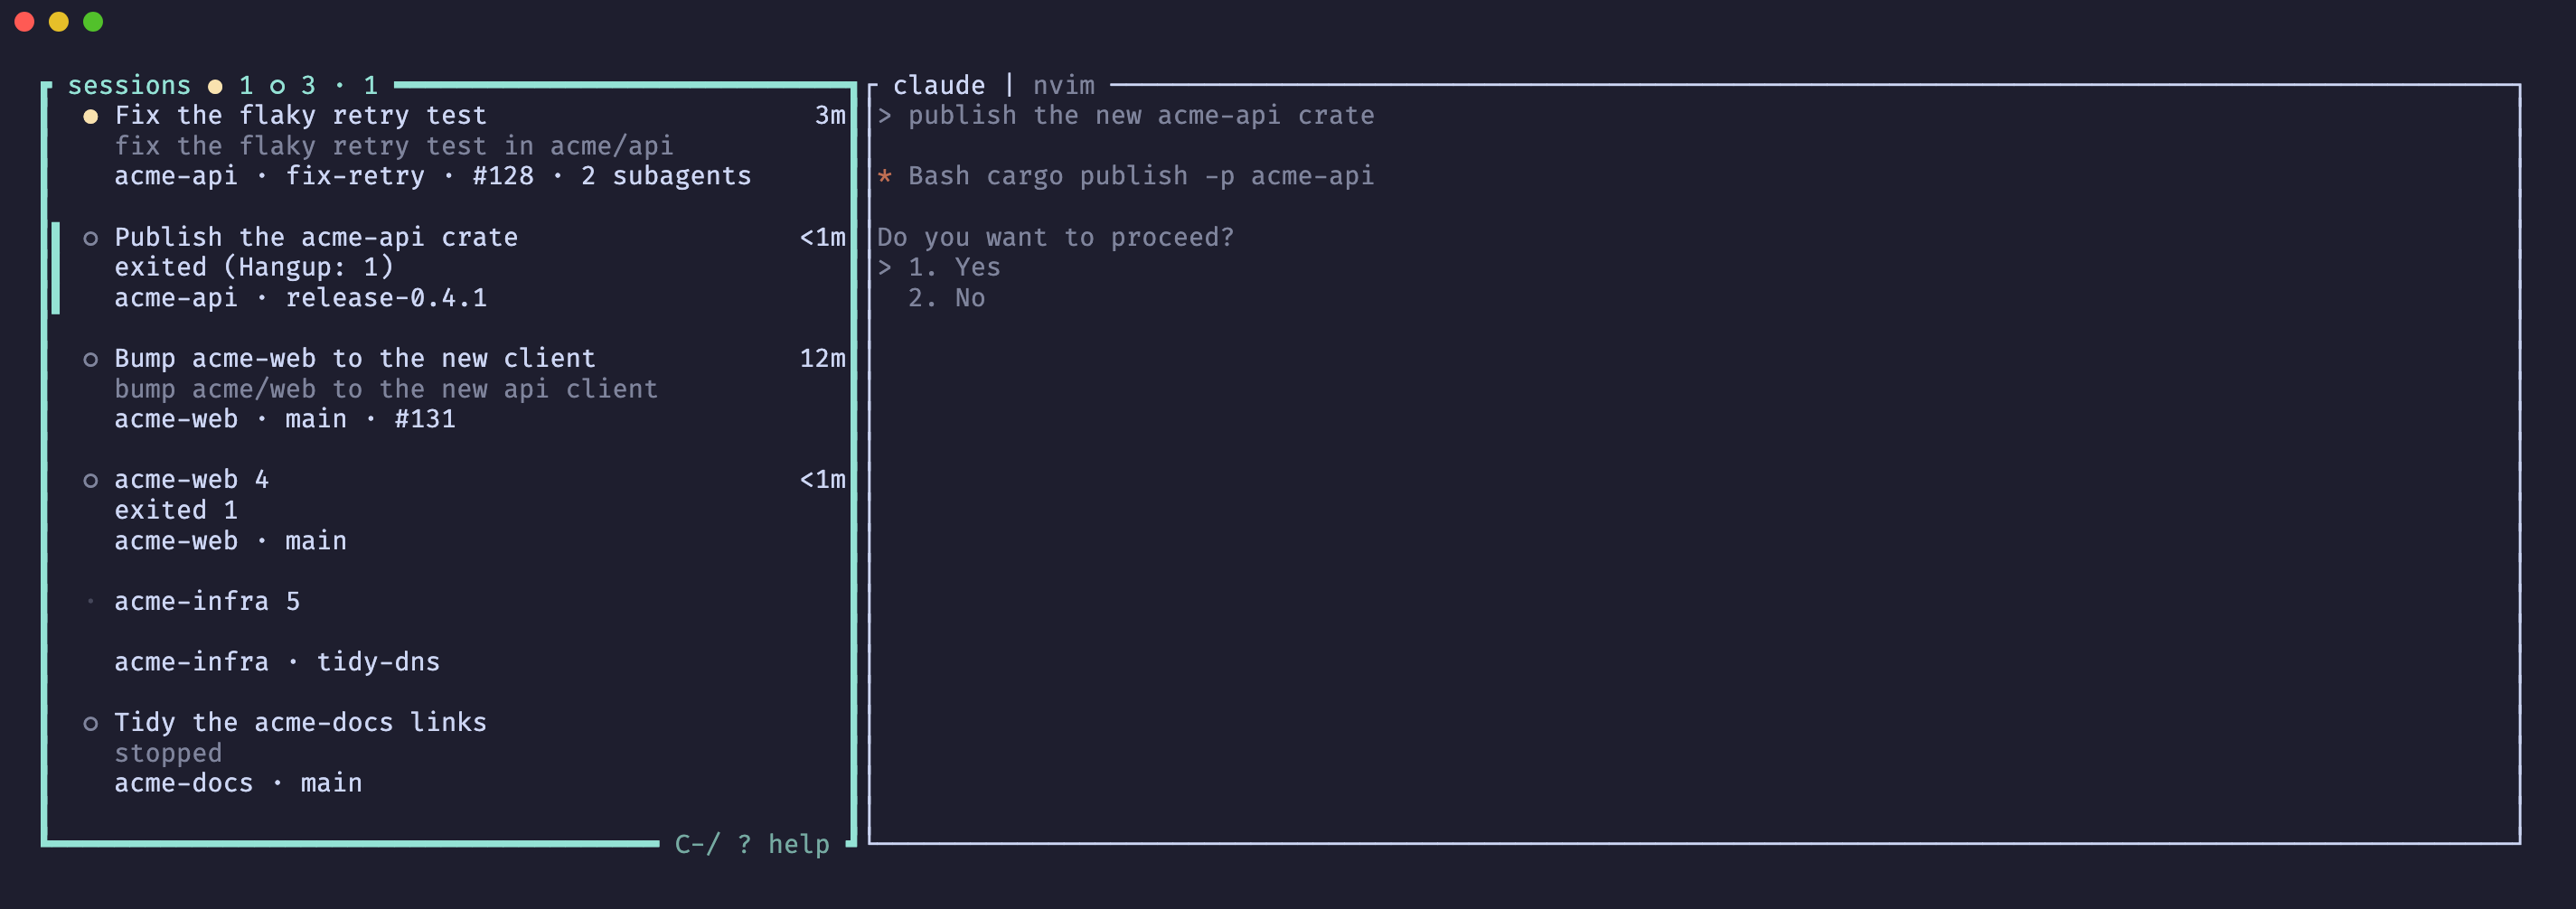 sessions ● 1 ○ 3 · 1
● Fix the flaky retry test 3m
fix the flaky retry test in acme/api
acme-api · fix-retry · #128 · 2 subagents
○ Publish the acme-api crate <1m
exited (Hangup: 1)
acme-api · release-0.4.1
○ Bump acme-web to the new client 12m
bump acme/web to the new api client
acme-web · main · #131
○ acme-web 4 <1m
exited 1
acme-web · main
· acme-infra 5
acme-infra · tidy-dns
○ Tidy the acme-docs links
stopped
acme-docs · main
C-/ ? help
claude | nvim
> publish the new acme-api crate
* Bash cargo publish -p acme-api
Do you want to proceed?
> 1. Yes
2. No